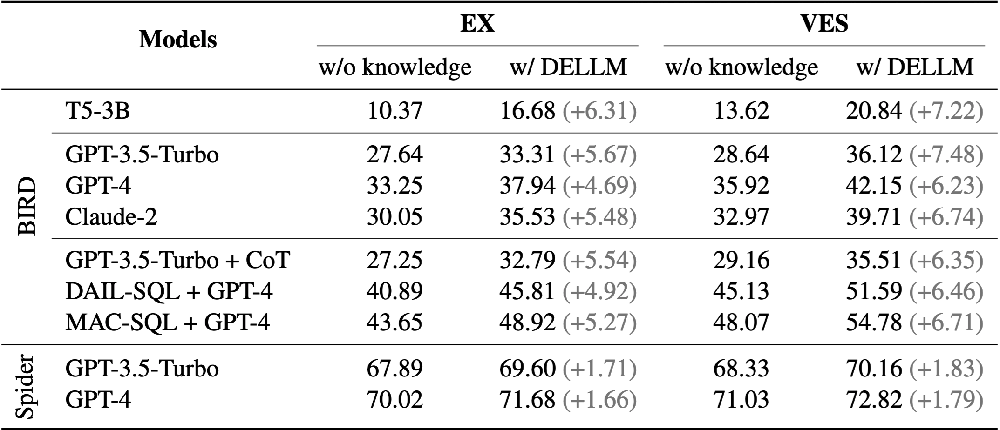 Models EX VES
w/o knowledge w/ DELLM w/o knowledge w/ DELLM
BIRD
T5-3B 10.37 16.68 (+6.31) 13.62 20.84 (+7.22)
GPT-3.5-Turbo 27.64 33.31 (+5.67) 28.64 36.12 (+7.48)
GPT-4 33.25 37.94 (+4.69) 35.92 42.15 (+6.23)
Claude-2 30.05 35.53 (+5.48) 32.97 39.71 (+6.74)
GPT-3.5-Turbo + CoT 27.25 32.79 (+5.54) 29.16 35.51 (+6.35)
DAIL-SQL + GPT-4 40.89 45.81 (+4.92) 45.13 51.59 (+6.46)
MAC-SQL + GPT-4 43.65 48.92 (+5.27) 48.07 54.78 (+6.71)
Spider
GPT-3.5-Turbo 67.89 69.60 (+1.71) 68.33 70.16 (+1.83)
GPT-4 70.02 71.68 (+1.66) 71.03 72.82 (+1.79)